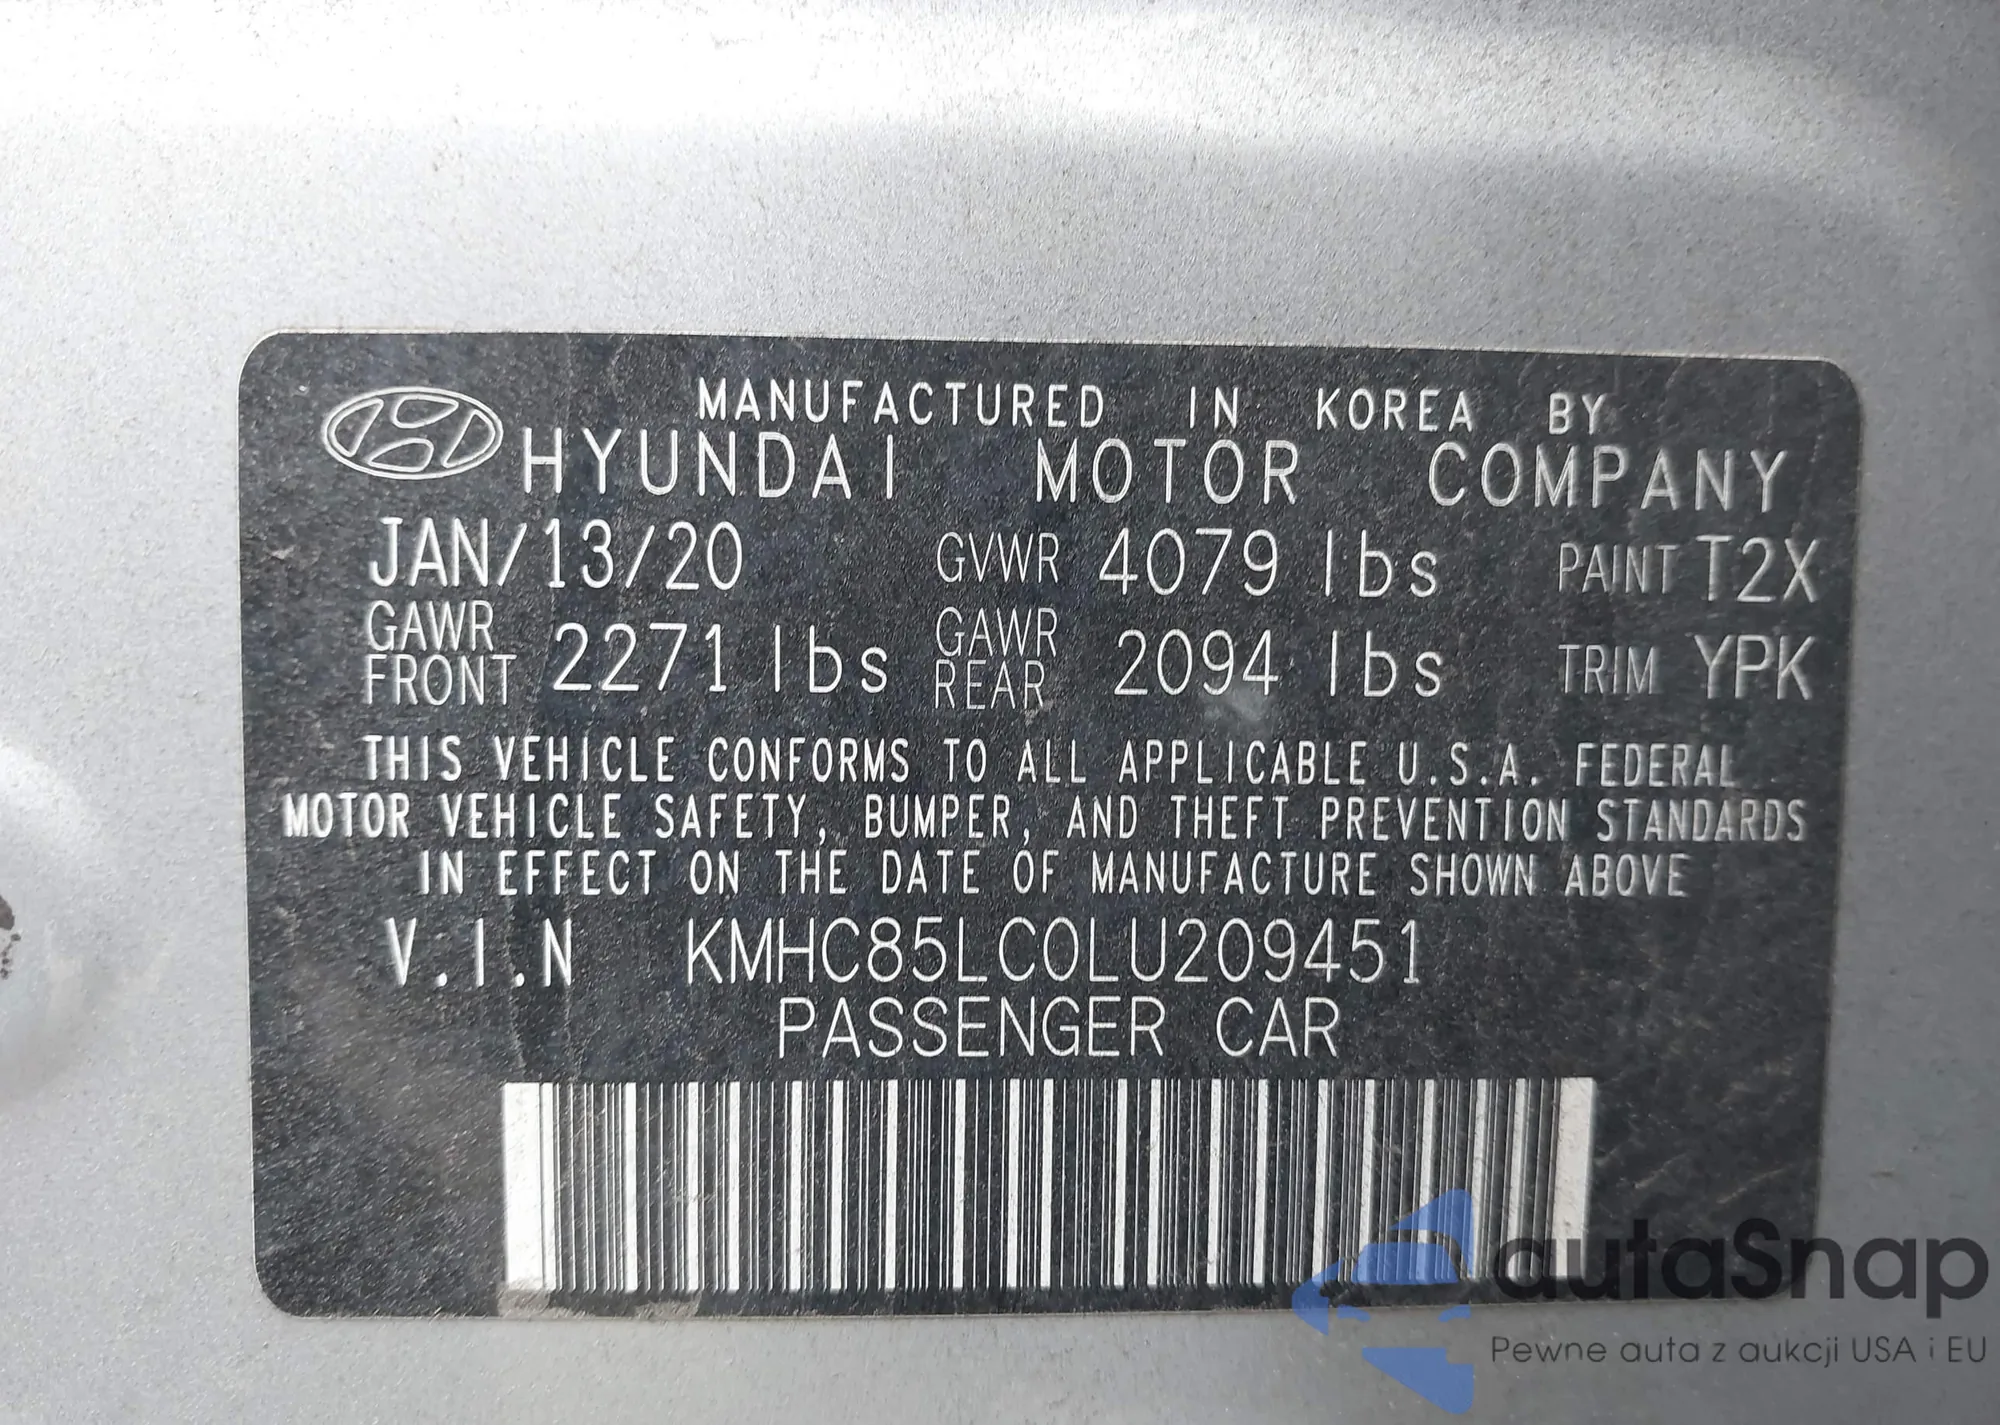 MANUFACTURED IN KOREA BY
HYUNDAI MOTOR COMPANY
JAN/13/20 GVWR 4079 lbs PAINT T2X
GAWR FRONT 2271 lbs GAWR REAR 2094 lbs TRIM YPK
THIS VEHICLE CONFORMS TO ALL APPLICABLE U.S.A. FEDERAL
MOTOR VEHICLE SAFETY, BUMPER, AND THEFT PREVENTION STANDARDS
IN EFFECT ON THE DATE OF MANUFACTURE SHOWN ABOVE
V.I.N KMHC85LC0LU209451
PASSENGER CAR
autaSnap
Pewne auta z aukcji USA i EU